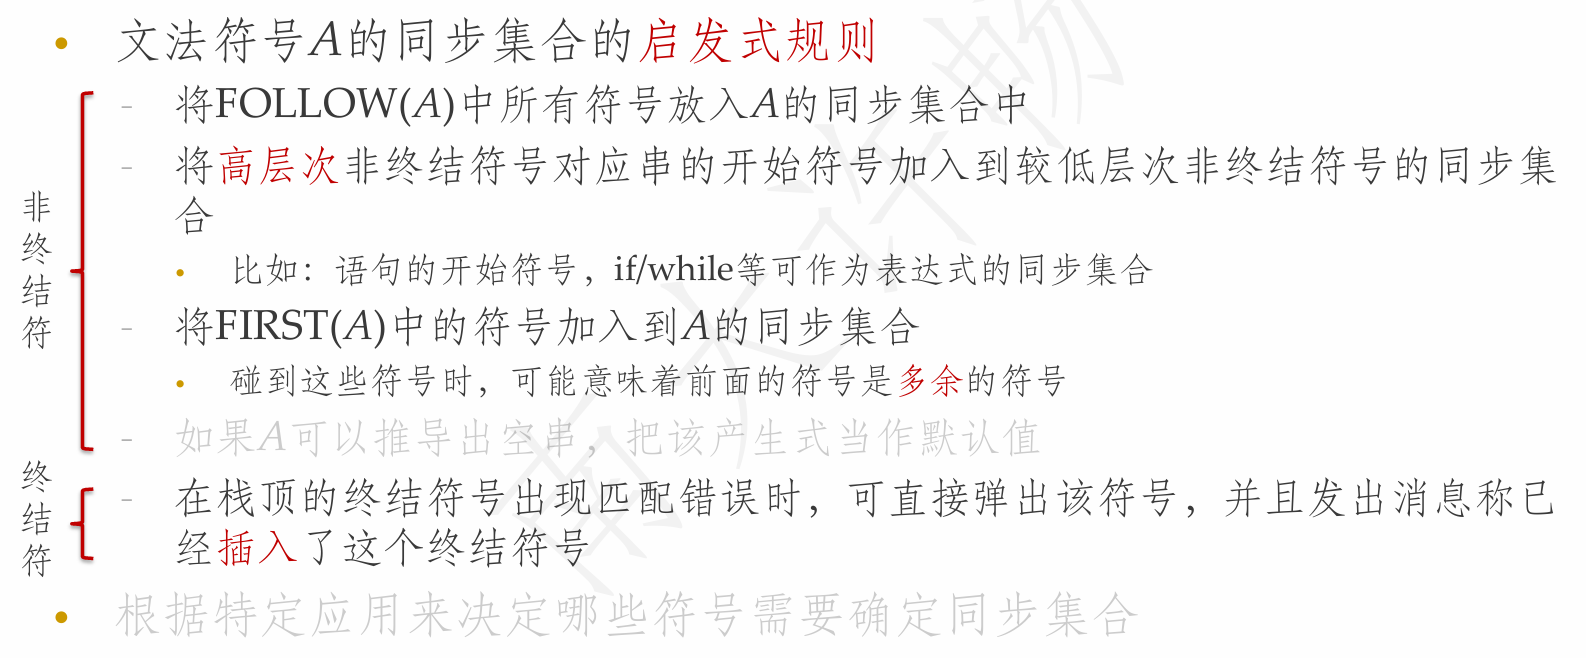 文法符号A的同步集合的启发式规则
将FOLLOW(A)中所有符号放入A的同步集合中
将高层次非终结符号对应串的开始符号加入到较低层次非终结符号的同步集
合
比如：语句的开始符号，if/while等可作为表达式的同步集合
将FIRST(A)中的符号加入到A的同步集合
碰到这些符号时，可能意味着前面的符号是多余的符号
如果A可以推导出空串，把该产生式当作默认值
非终结符
在栈顶的终结符号出现匹配错误时，可直接弹出该符号，并且发出消息称已
经插入了这个终结符号
终结符
根据特定应用来决定哪些符号需要确定同步集合
南大许畅